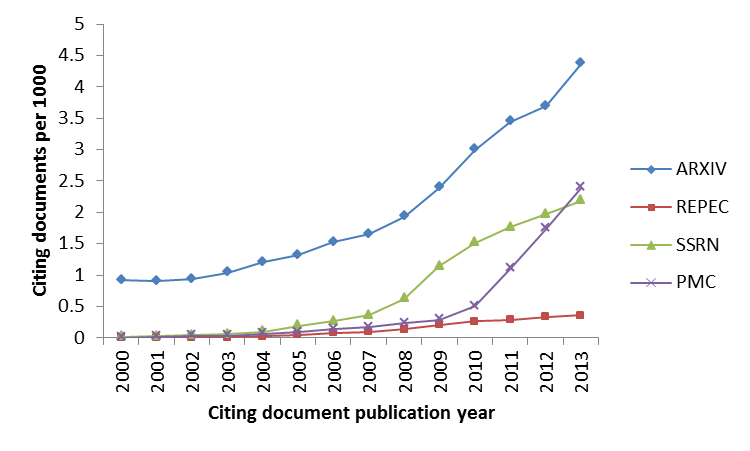 5
4.5
4
3.5
3
2.5
2
1.5
1
0.5
0
Citing documents per 1000
2000 2001 2002 2003 2004 2005 2006 2007 2008 2009 2010 2011 2012 2013
Citing document publication year
ARXIV
REPEC
SSRN
PMC